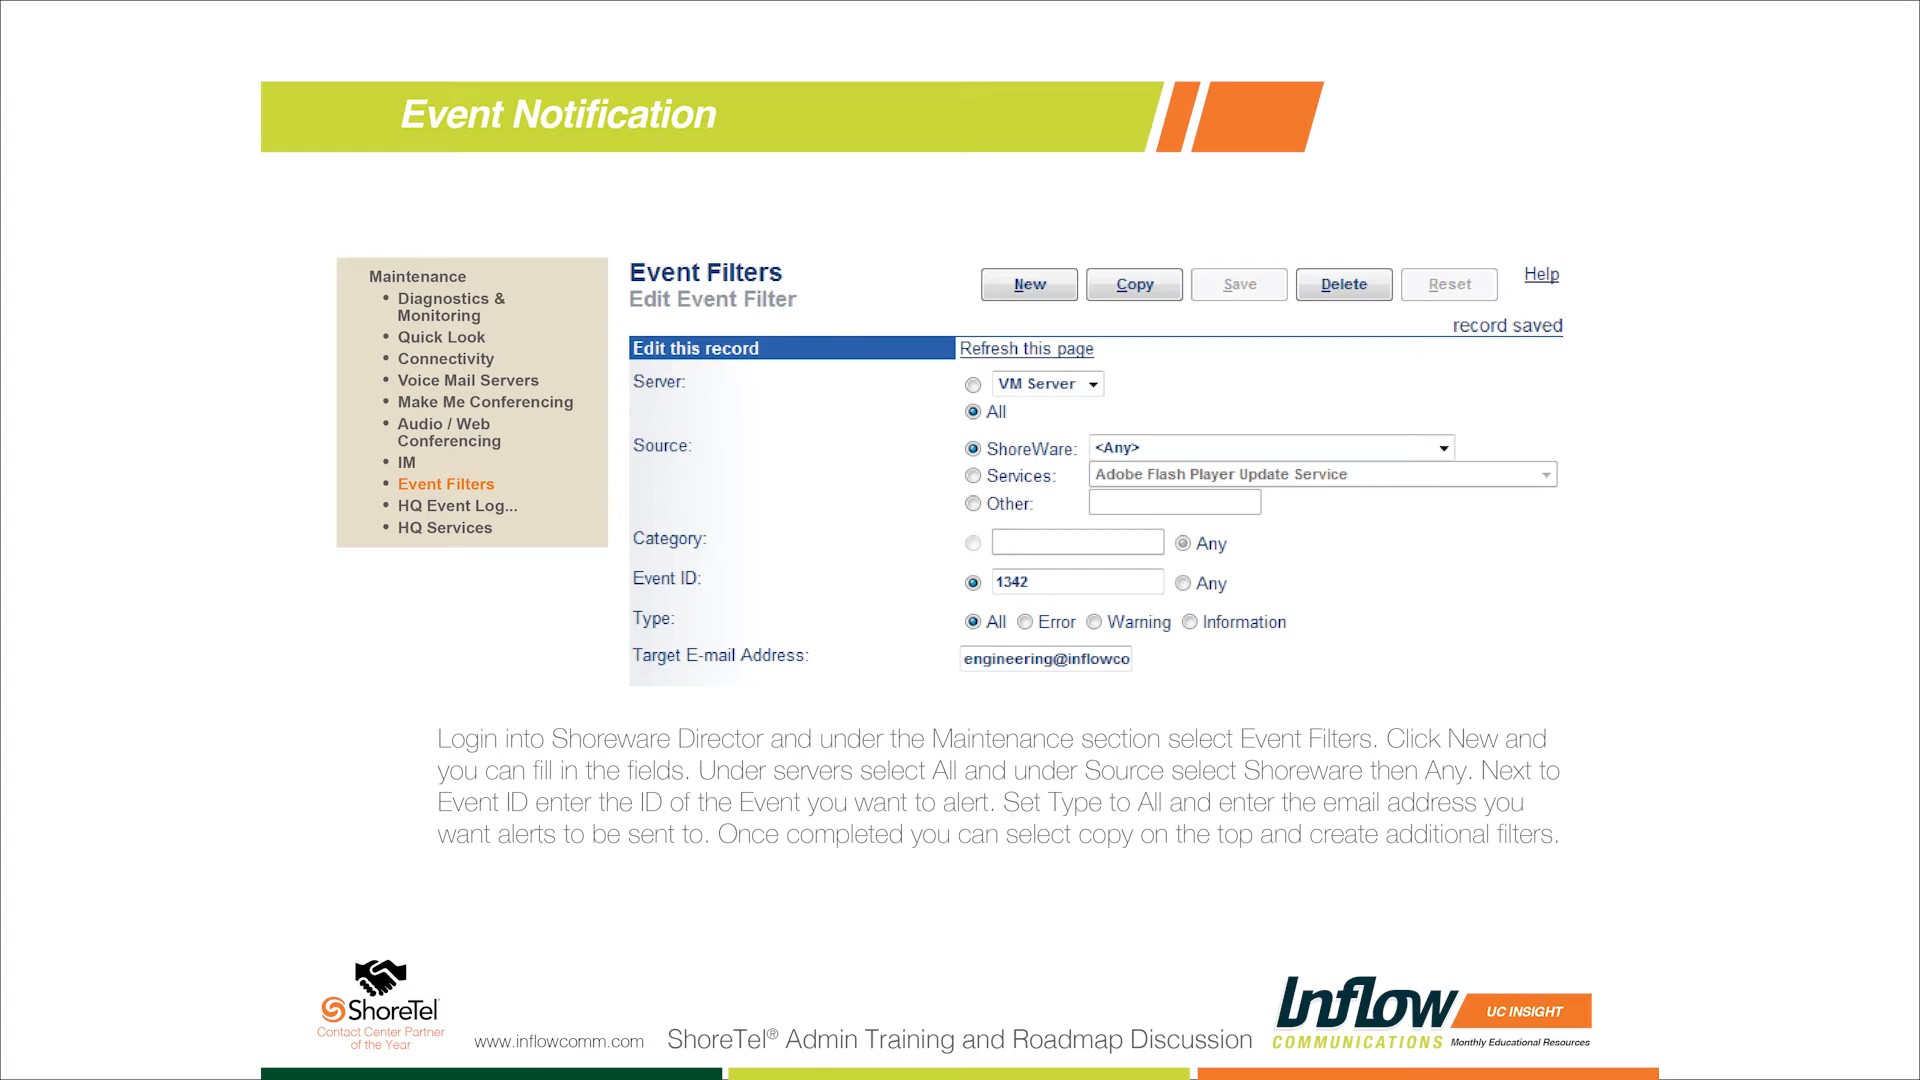 Event Notification
Maintenance
• Diagnostics &
Monitoring
• Quick Look
• Connectivity
• Voice Mail Servers
• Make Me Conferencing
• Audio / Web
Conferencing
• IM
• Event Filters
• HQ Event Log...
• HQ Services
Event Filters
Edit Event Filter
New Copy Save Delete Reset Help
record saved
Edit this record Refresh this page
Server: VM Server
All
Source: ShoreWare: <Any>
Services: Adobe Flash Player Update Service
Other:
Category: Any
Event ID: 1342 Any
Type: All Error Warning Information
Target E-mail Address: engineering@inflowco
Login into Shoreware Director and under the Maintenance section select Event Filters. Click New and
you can fill in the fields. Under servers select All and under Source select Shoreware then Any. Next to
Event ID enter the ID of the Event you want to alert. Set Type to All and enter the email address you
want alerts to be sent to. Once completed you can select copy on the top and create additional filters.
ShoreTel
Contact Center Partner
of the Year
www.inflowcomm.com
ShoreTel® Admin Training and Roadmap Discussion
Inflow
COMMUNICATIONS
UC INSIGHT
Monthly Educational Resources